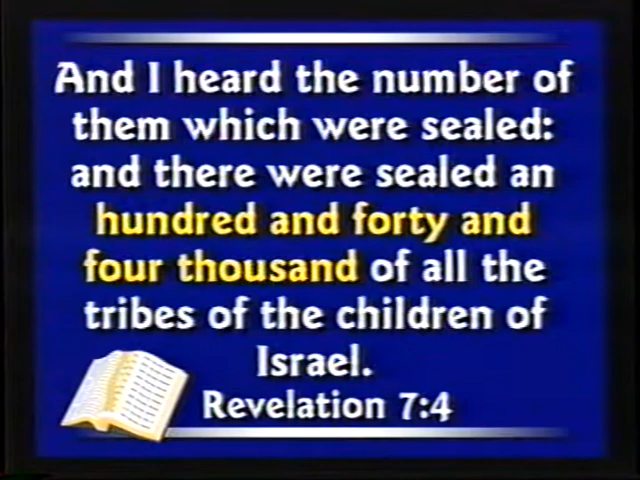 And I heard the number of
them which were sealed:
and there were sealed an
hundred and forty and
four thousand of all the
tribes of the children of
Israel.
Revelation 7:4